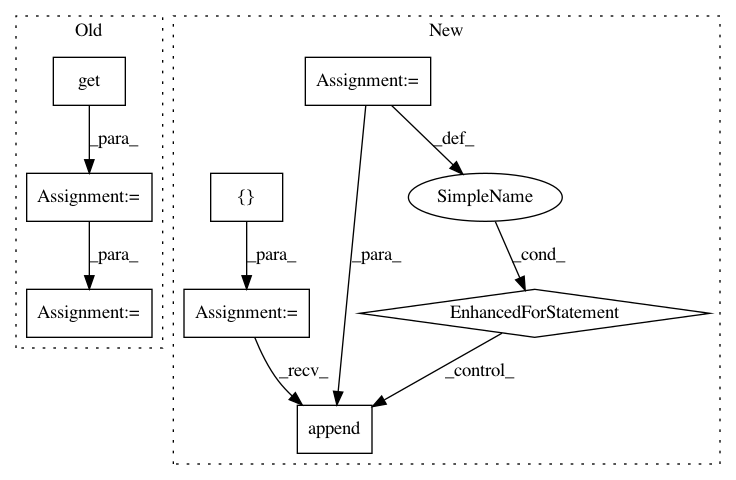 Old
New
get
Assignment:=
_para_
_def_
Assignment:=
{}
SimpleName
_para_
_para_
_para_
_cond_
Assignment:=
Assignment:=
EnhancedForStatement
_recv_
_control_
append